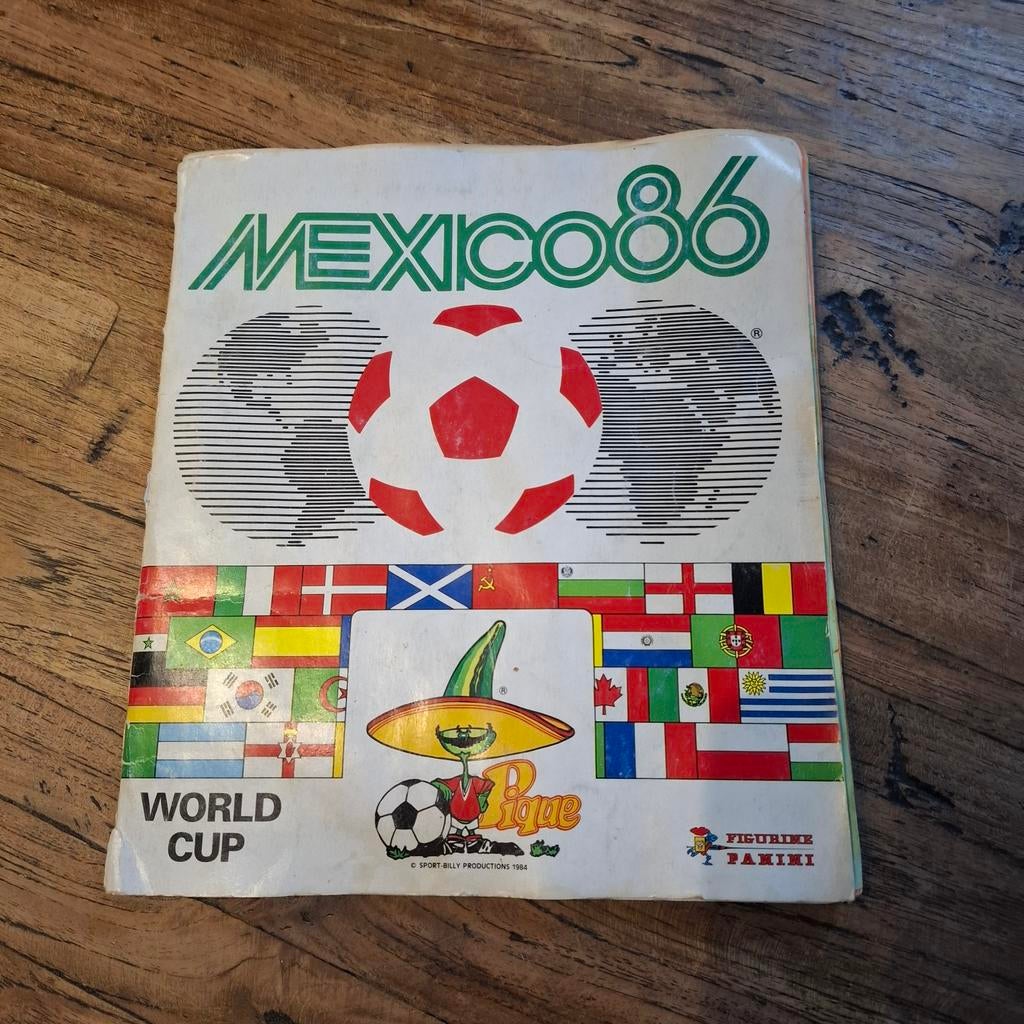 MEXICO86
®
®
Pique
WORLD
CUP
© SPORT-BILLY PRODUCTIONS 1984
FIGURINE
PANINI